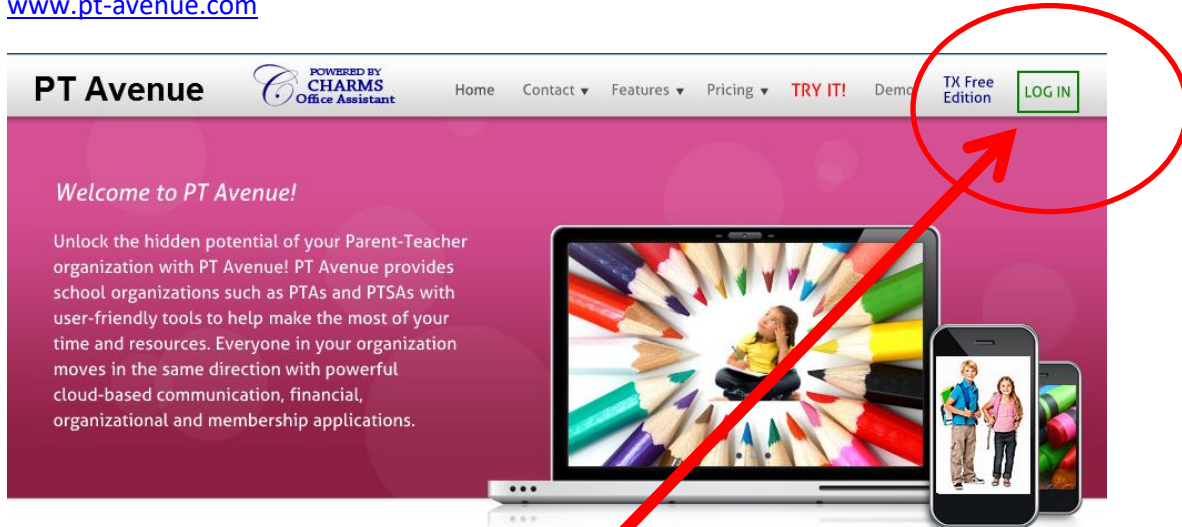 www.pt-avenue.com
PT Avenue
POWERED BY
CHARMS
Office Assistant
Home Contact ▾ Features ▾ Pricing ▾ TRY IT! Demo
TX Free
Edition
LOG IN
Welcome to PT Avenue!
Unlock the hidden potential of your Parent-Teacher
organization with PT Avenue! PT Avenue provides
school organizations such as PTAs and PTSAs with
user-friendly tools to help make the most of your
time and resources. Everyone in your organization
moves in the same direction with powerful
cloud-based communication, financial,
organizational and membership applications.